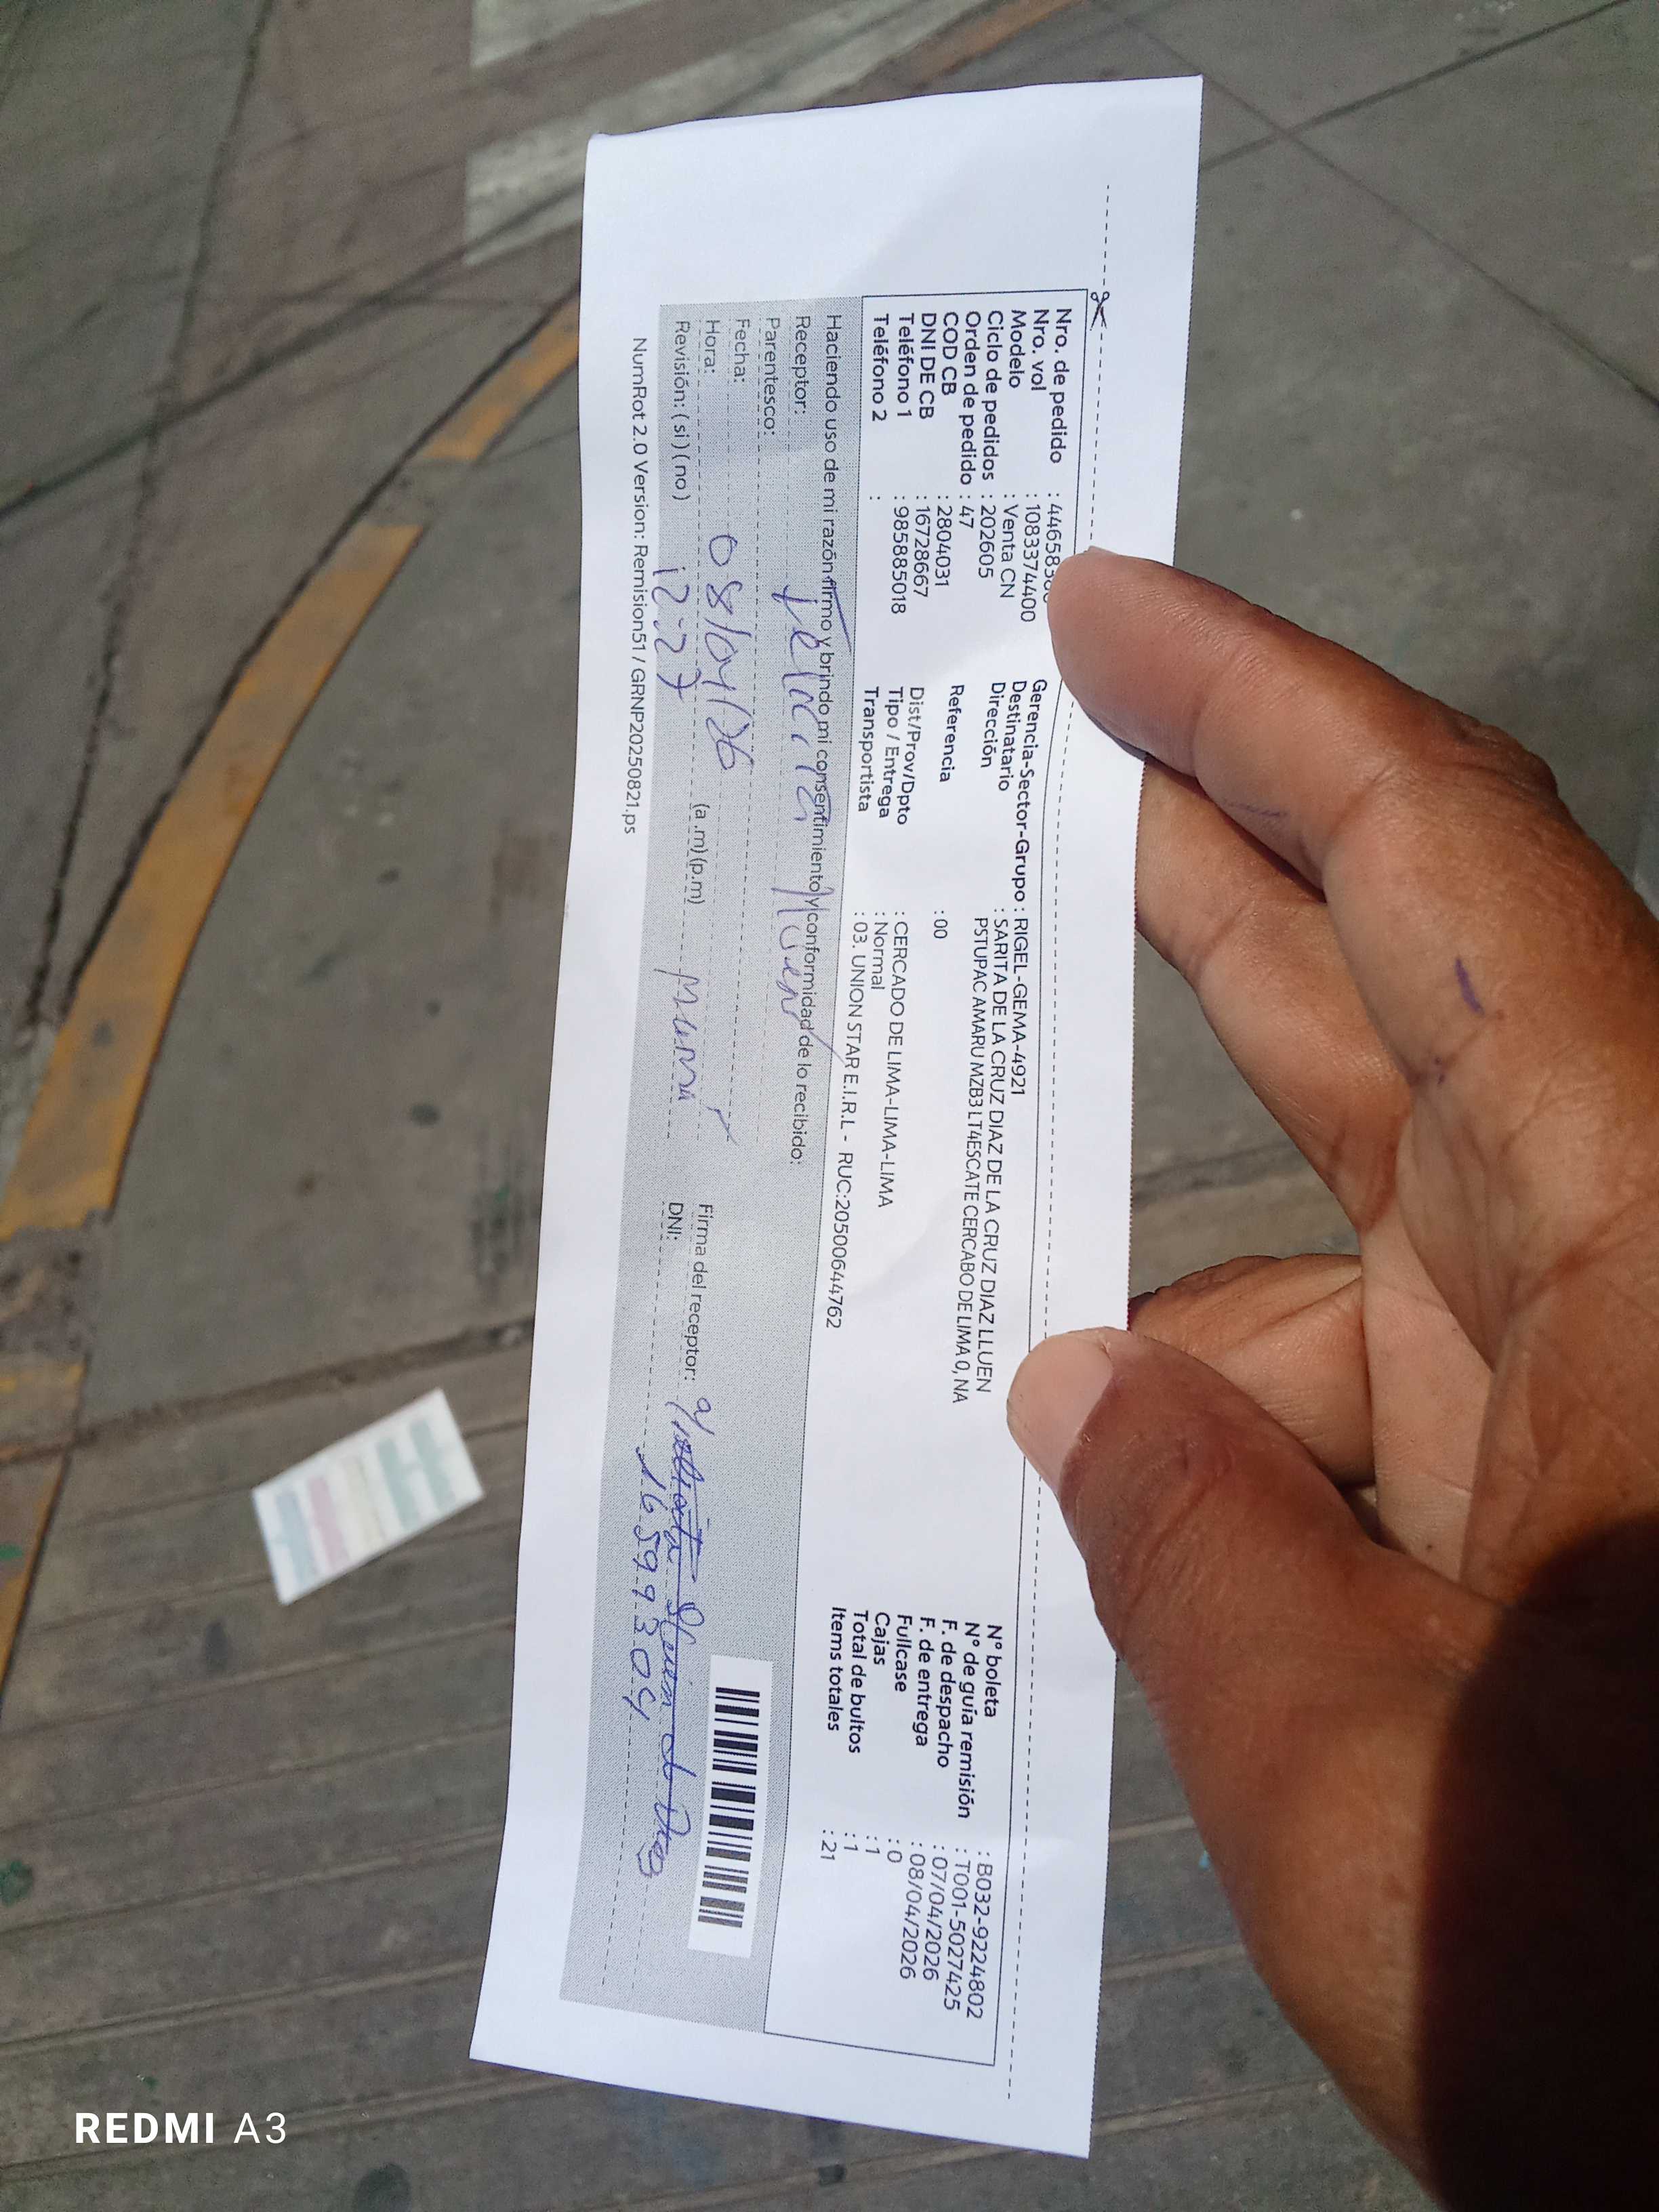 Nro. de pedido : 44658
Nro. vol : 1083374400
Modelo : Venta CN
Ciclo de pedidos : 202605
Orden de pedido : 47
COD CB : 2804031
DNI DE CB : 16728667
Teléfono 1 : 985885018
Teléfono 2 :
Gerencia-Sector-Grupo : RIGEL-GEMA-4921
Destinatario : SARITA DE LA CRUZ DIAZ DE LA CRUZ DIAZ LLUEN
Dirección PSTUPAC AMARU MZB3 LT4ESCATE CERCABO DE LIMA 0, NA
Referencia : 00
Dist/Prov/Dpto : CERCADO DE LIMA-LIMA-LIMA
Tipo / Entrega : Normal
Transportista : 03. UNION STAR E.I.R.L - RUC:20500644762
N° boleta : B032-9224802
N° de guía remisión : T001-5027425
F. de despacho : 07/04/2026
F. de entrega : 08/04/2026
Fullcase : 0
Cajas : 1
Total de bultos : 1
Items totales : 21
Haciendo uso de mi razón firmo y brindo mi consentimiento y conformidad de lo recibido:
Receptor:
Parentesco:
Fecha: 08/04/26
Hora: 12:27 (a .m) (p.m)
Revisión: ( si ) ( no )
Firma del receptor:
DNI:
NumRot 2.0 Version: Remision51 / GRNP20250821.ps
REDMI A3